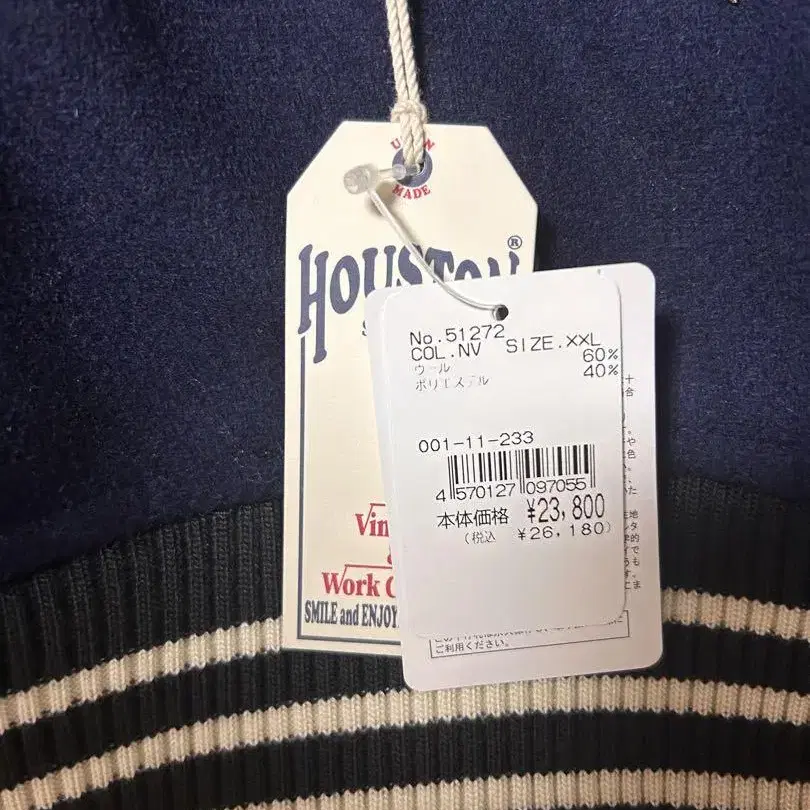 MADE
HOUSTON®
No.51272
COL.NV SIZE.XXL
ウール 60%
ポリエステル 40%
001-11-233
4 570127 097055
本体価格 ¥23,800
(税込 ¥26,180)
Work
SMILE and ENJOY
ご利用ください。